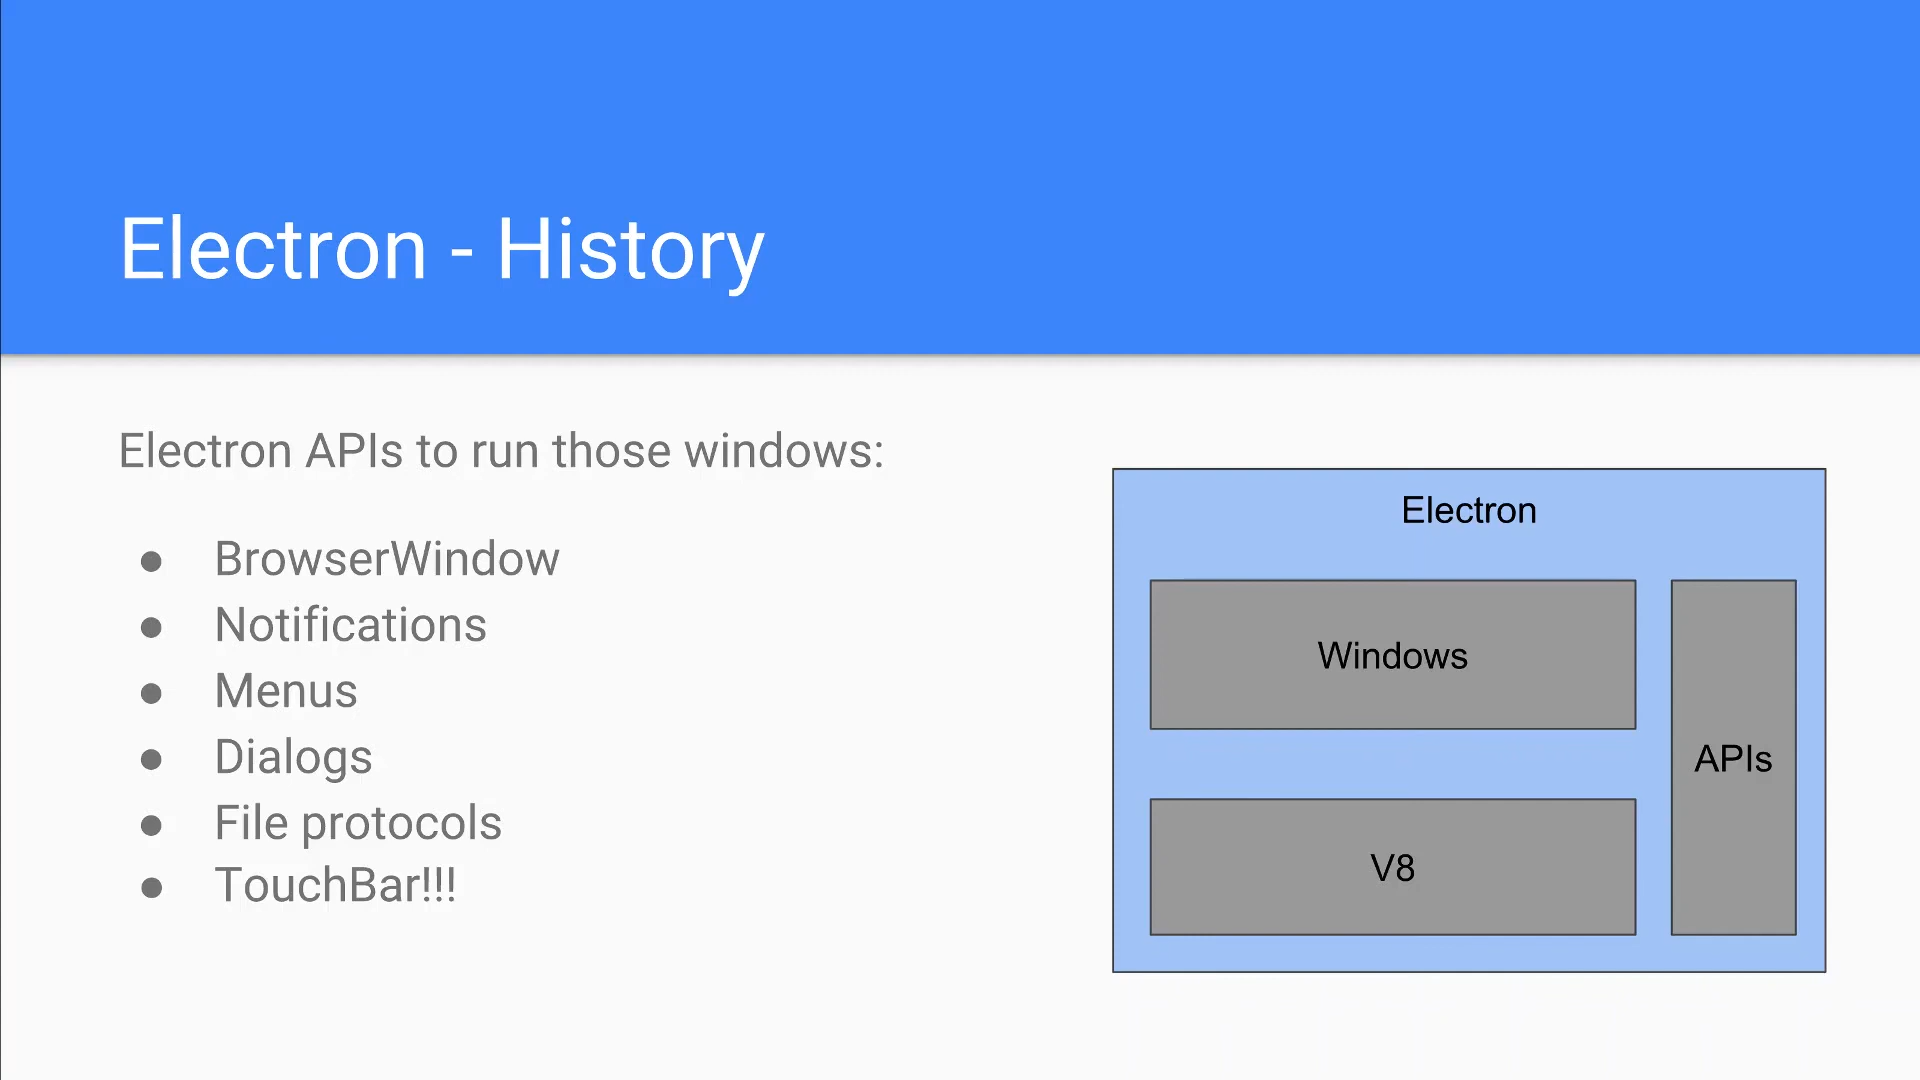 Electron - History
Electron APIs to run those windows:
● BrowserWindow
● Notifications
● Menus
● Dialogs
● File protocols
● TouchBar!!!
Electron
Windows
APIs
V8